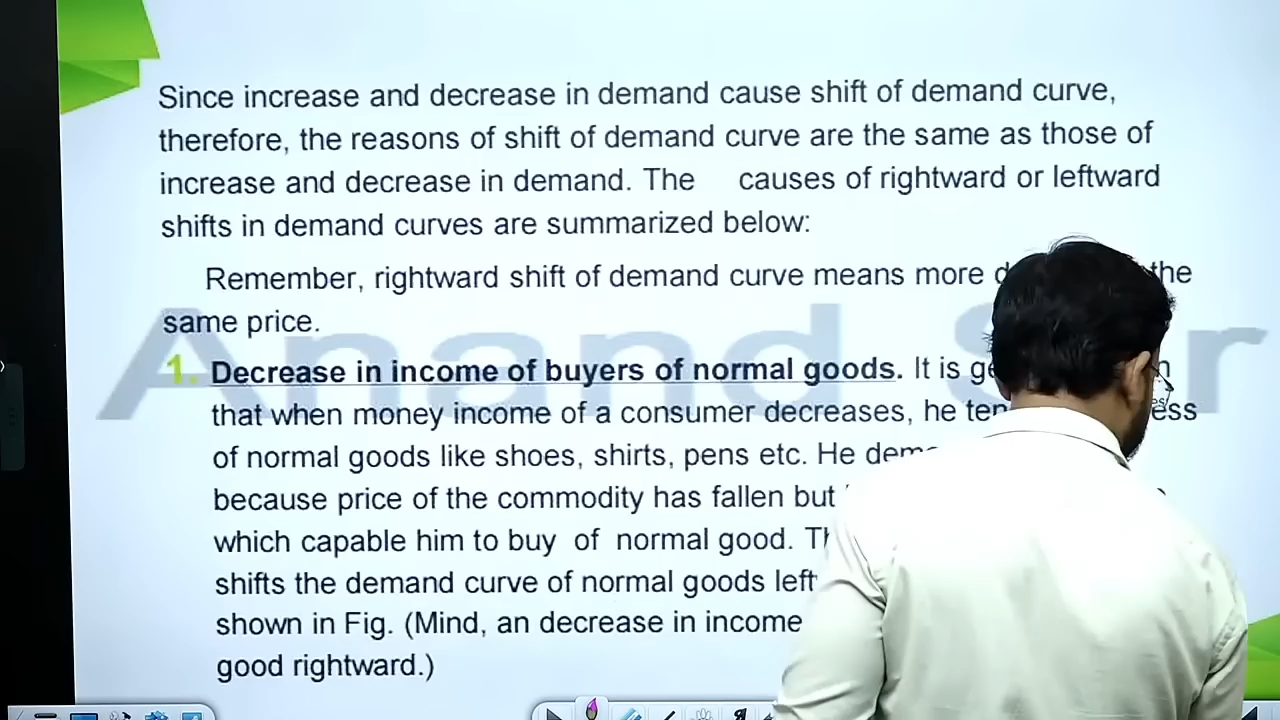 Since increase and decrease in demand cause shift of demand curve,
therefore, the reasons of shift of demand curve are the same as those of
increase and decrease in demand. The causes of rightward or leftward
shifts in demand curves are summarized below:
Remember, rightward shift of demand curve means more the
same price.
1. Decrease in income of buyers of normal goods. It is
that when money income of a consumer decreases, he
of normal goods like shoes, shirts, pens etc. He
because price of the commodity has fallen but
which capable him to buy of normal good.
shifts the demand curve of normal goods
shown in Fig. (Mind, an decrease in income
good rightward.)
Anand